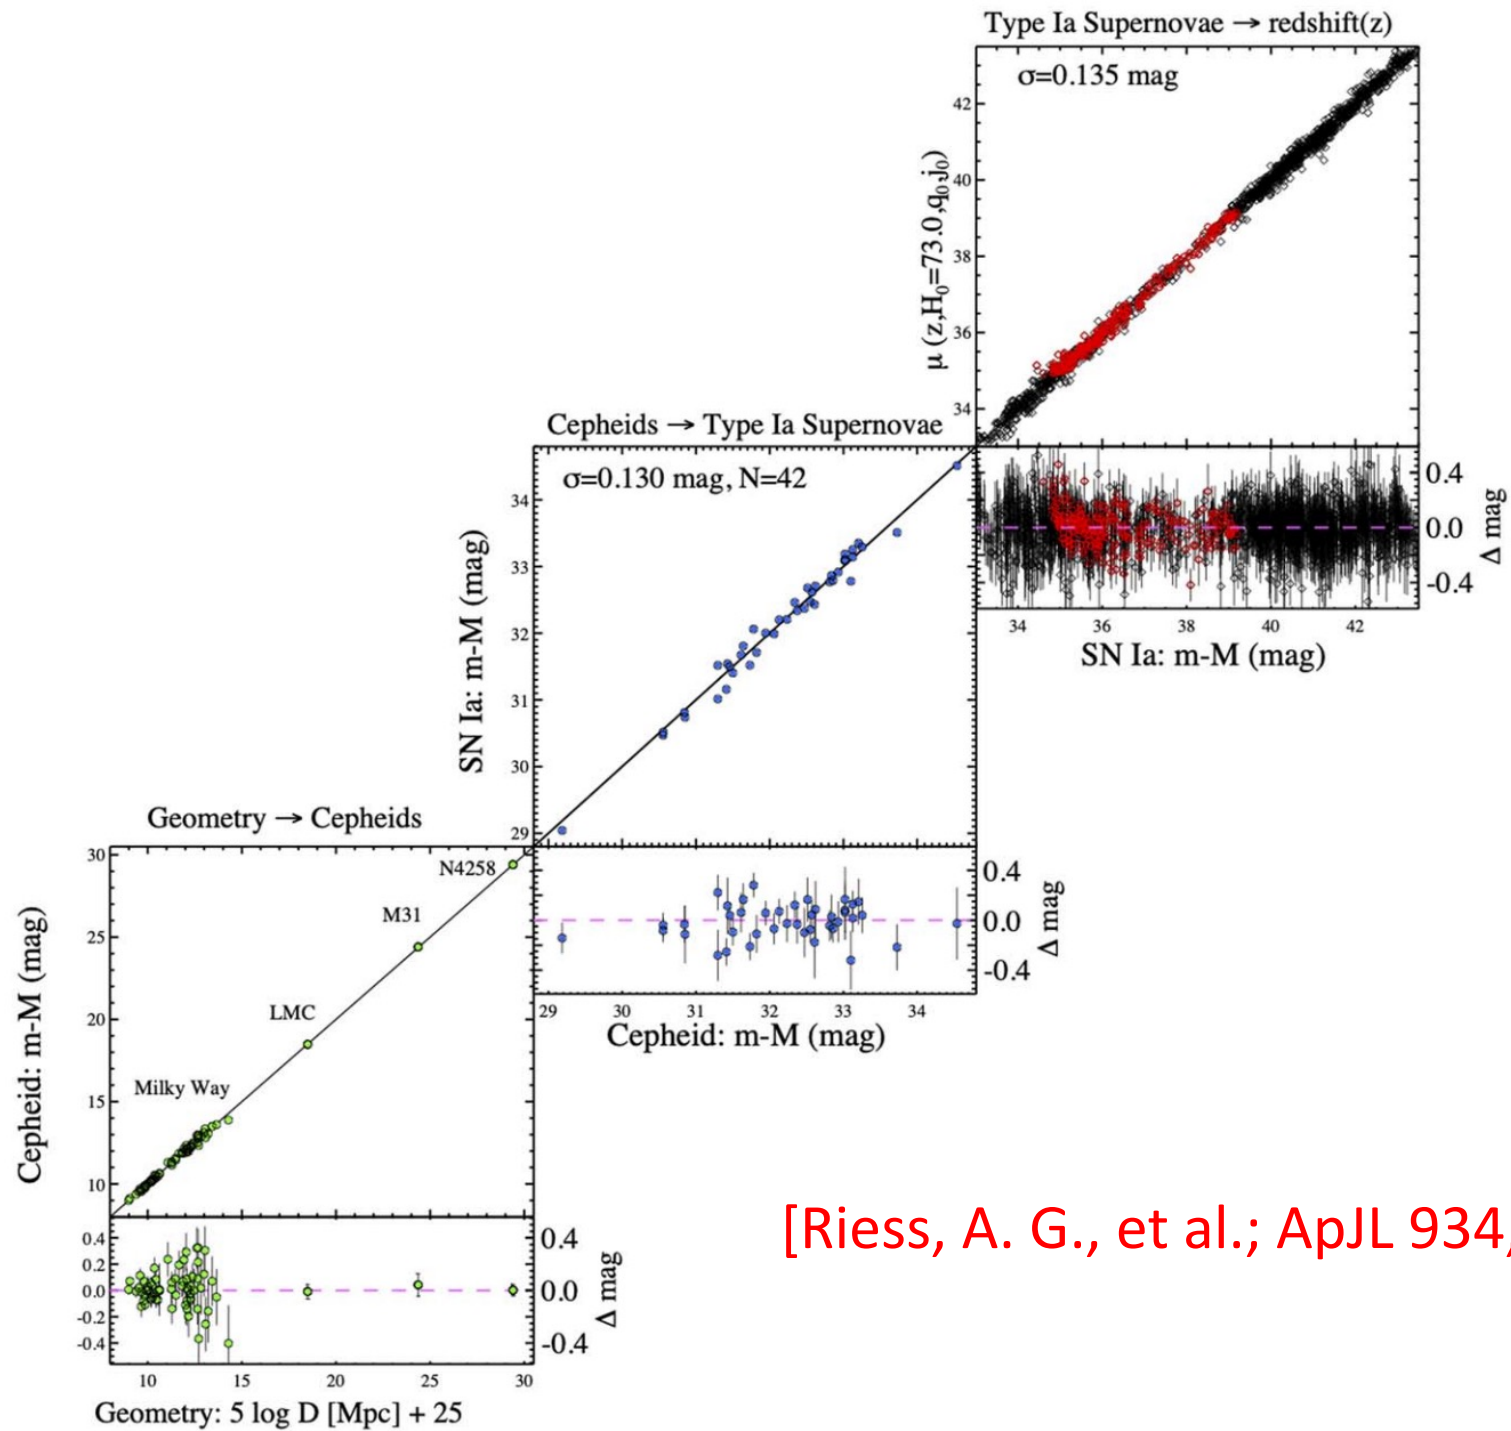 Type Ia Supernovae → redshift(z)
σ=0.135 mag
μ (z,H₀=73.0,q₀,j₀)
42
40
38
36
34
0.4
0.0
-0.4
Δ mag
34 36 38 40 42
SN Ia: m-M (mag)
Cepheids → Type Ia Supernovae
σ=0.130 mag, N=42
SN Ia: m-M (mag)
34
33
32
31
30
29
0.4
0.0
-0.4
Δ mag
29 30 31 32 33 34
Cepheid: m-M (mag)
Geometry → Cepheids
Cepheid: m-M (mag)
30
25
20
15
10
N4258
M31
LMC
Milky Way
0.4
0.2
0.0
-0.2
-0.4
0.4
0.0
-0.4
Δ mag
10 15 20 25 30
Geometry: 5 log D [Mpc] + 25
[Riess, A. G., et al.; ApJL 934,